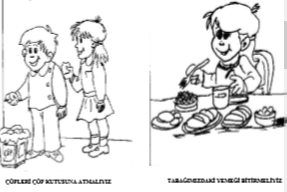 ÇÖPLERİ ÇÖP KUTUSUNA ATMALIYIZ
TABAĞIMIZDAKİ YEMEĞİ BİTİRMELİYİZ